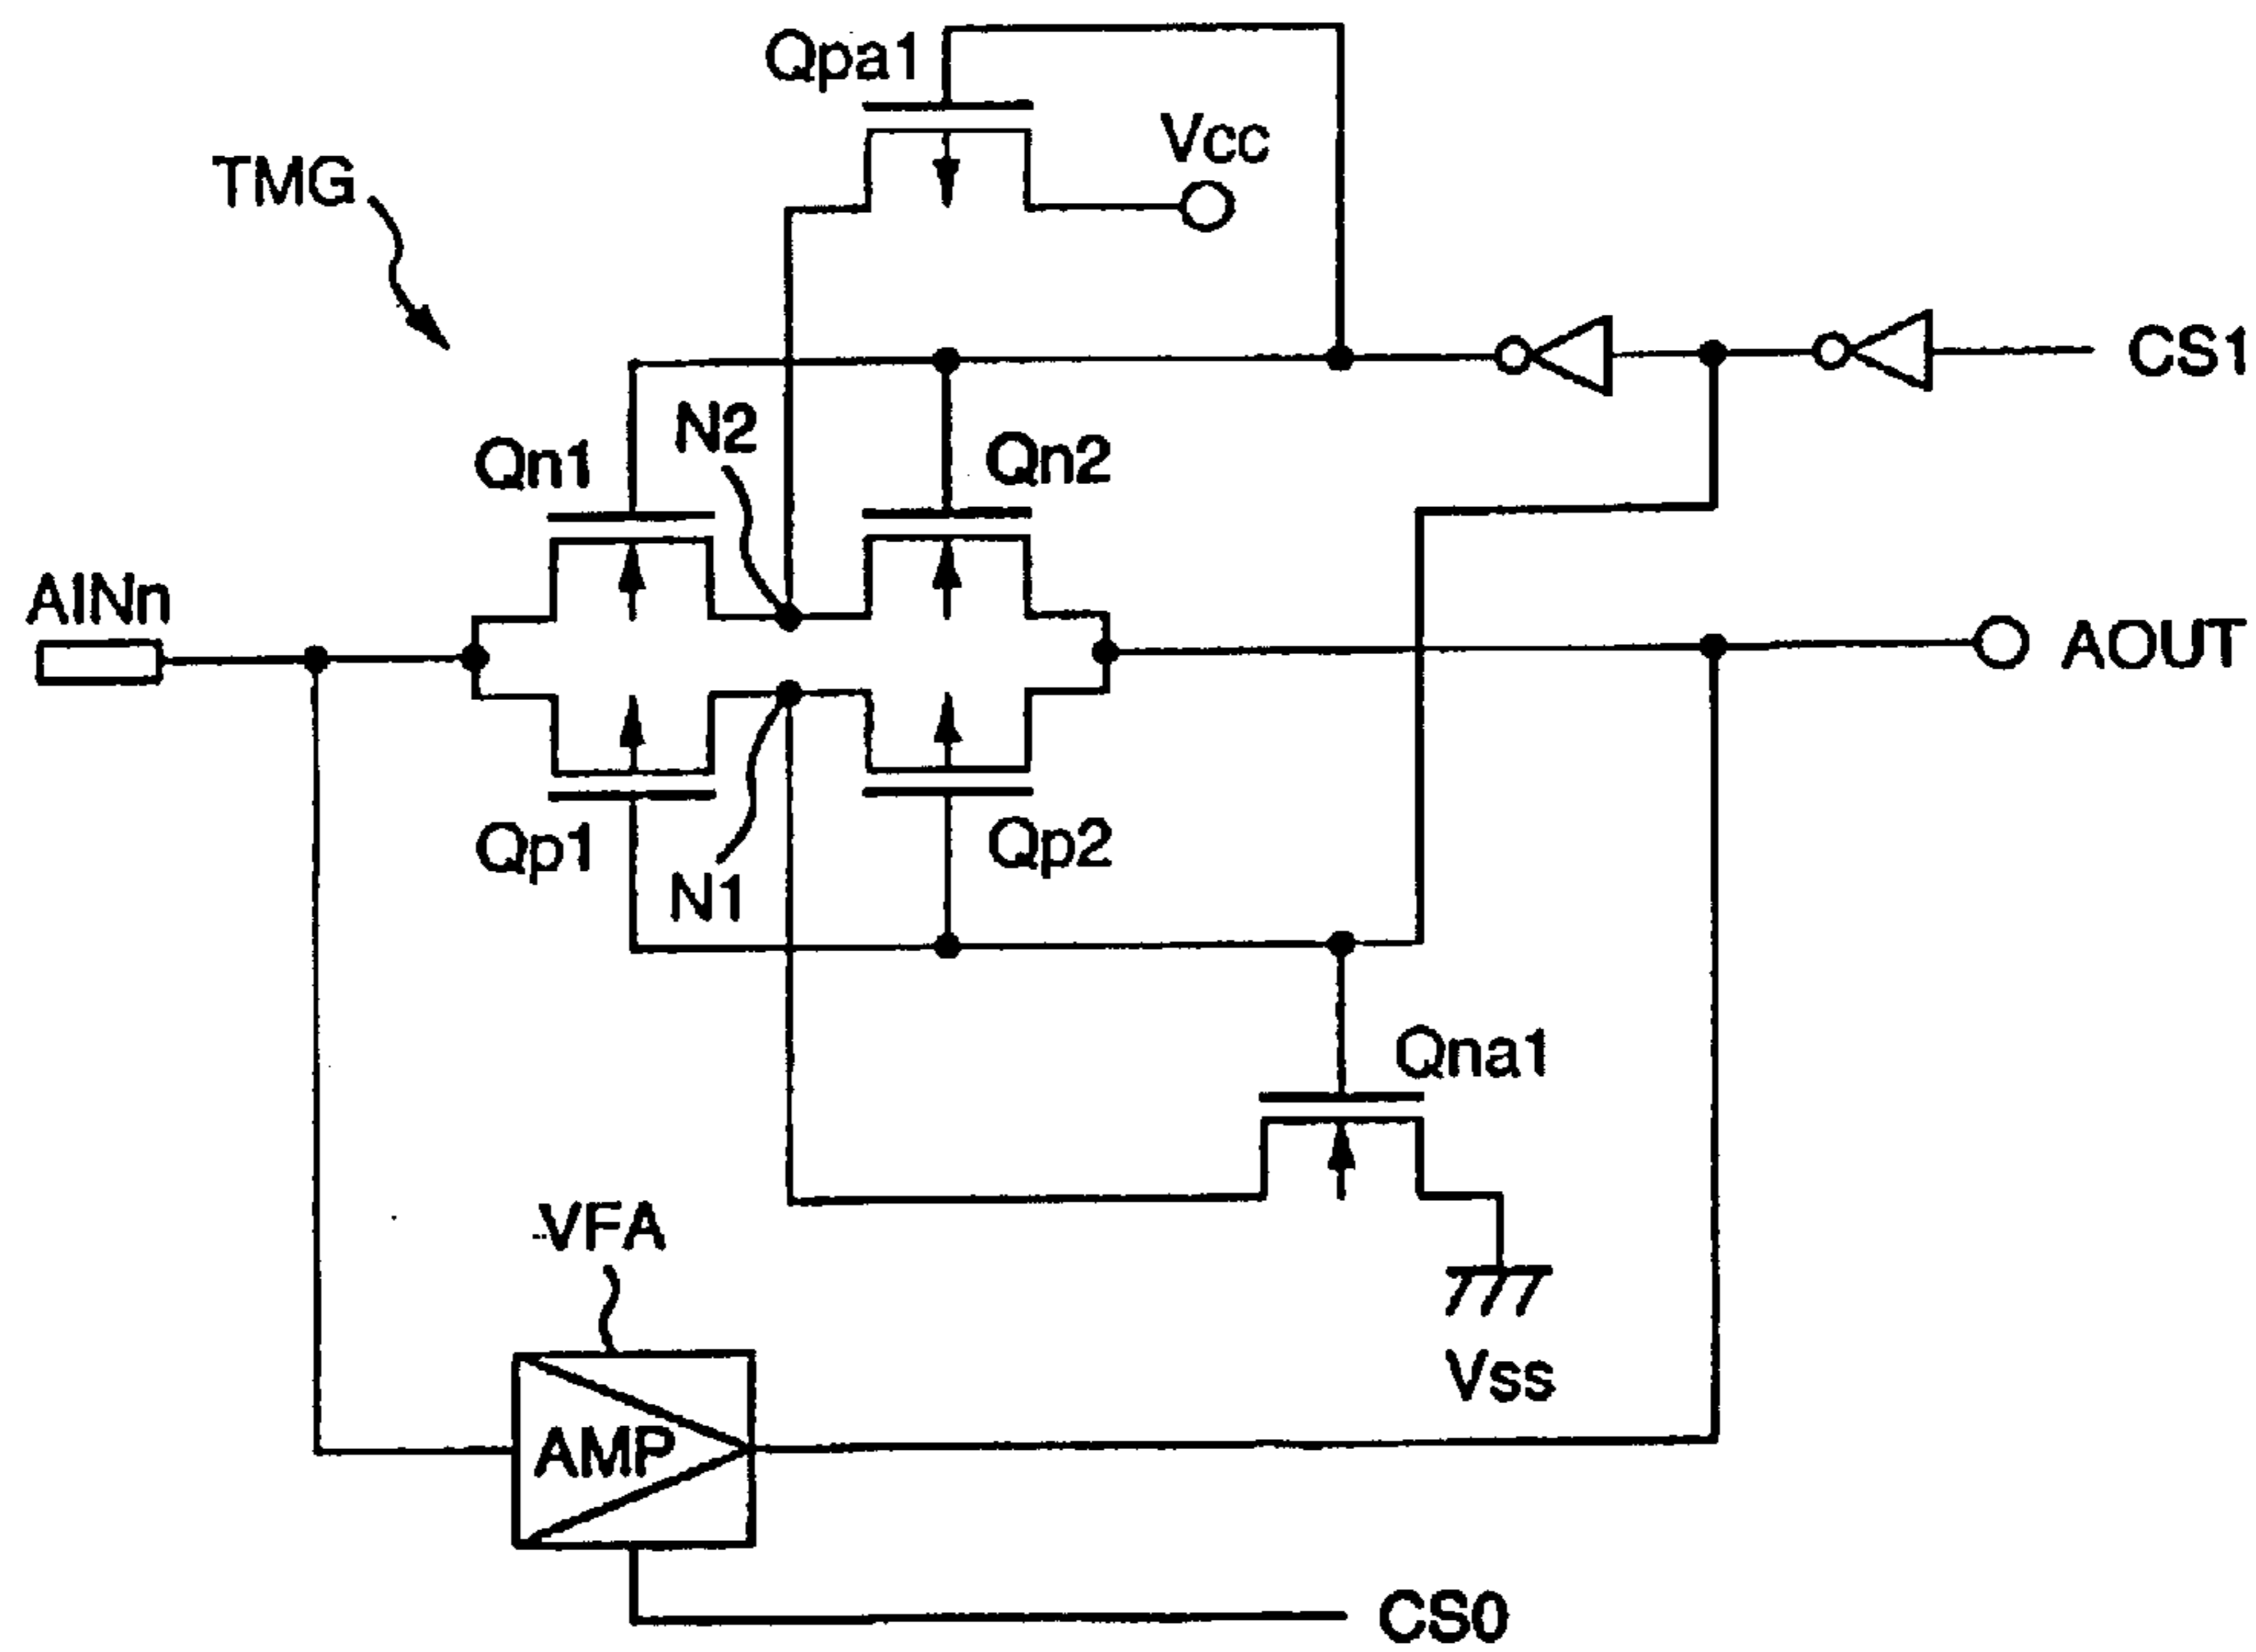 Qpa1
Vcc
TMG
CS1
N2
Qn1
Qn2
AINn
AOUT
Qp1
Qp2
N1
Qna1
VFA
Vss
AMP
CS0